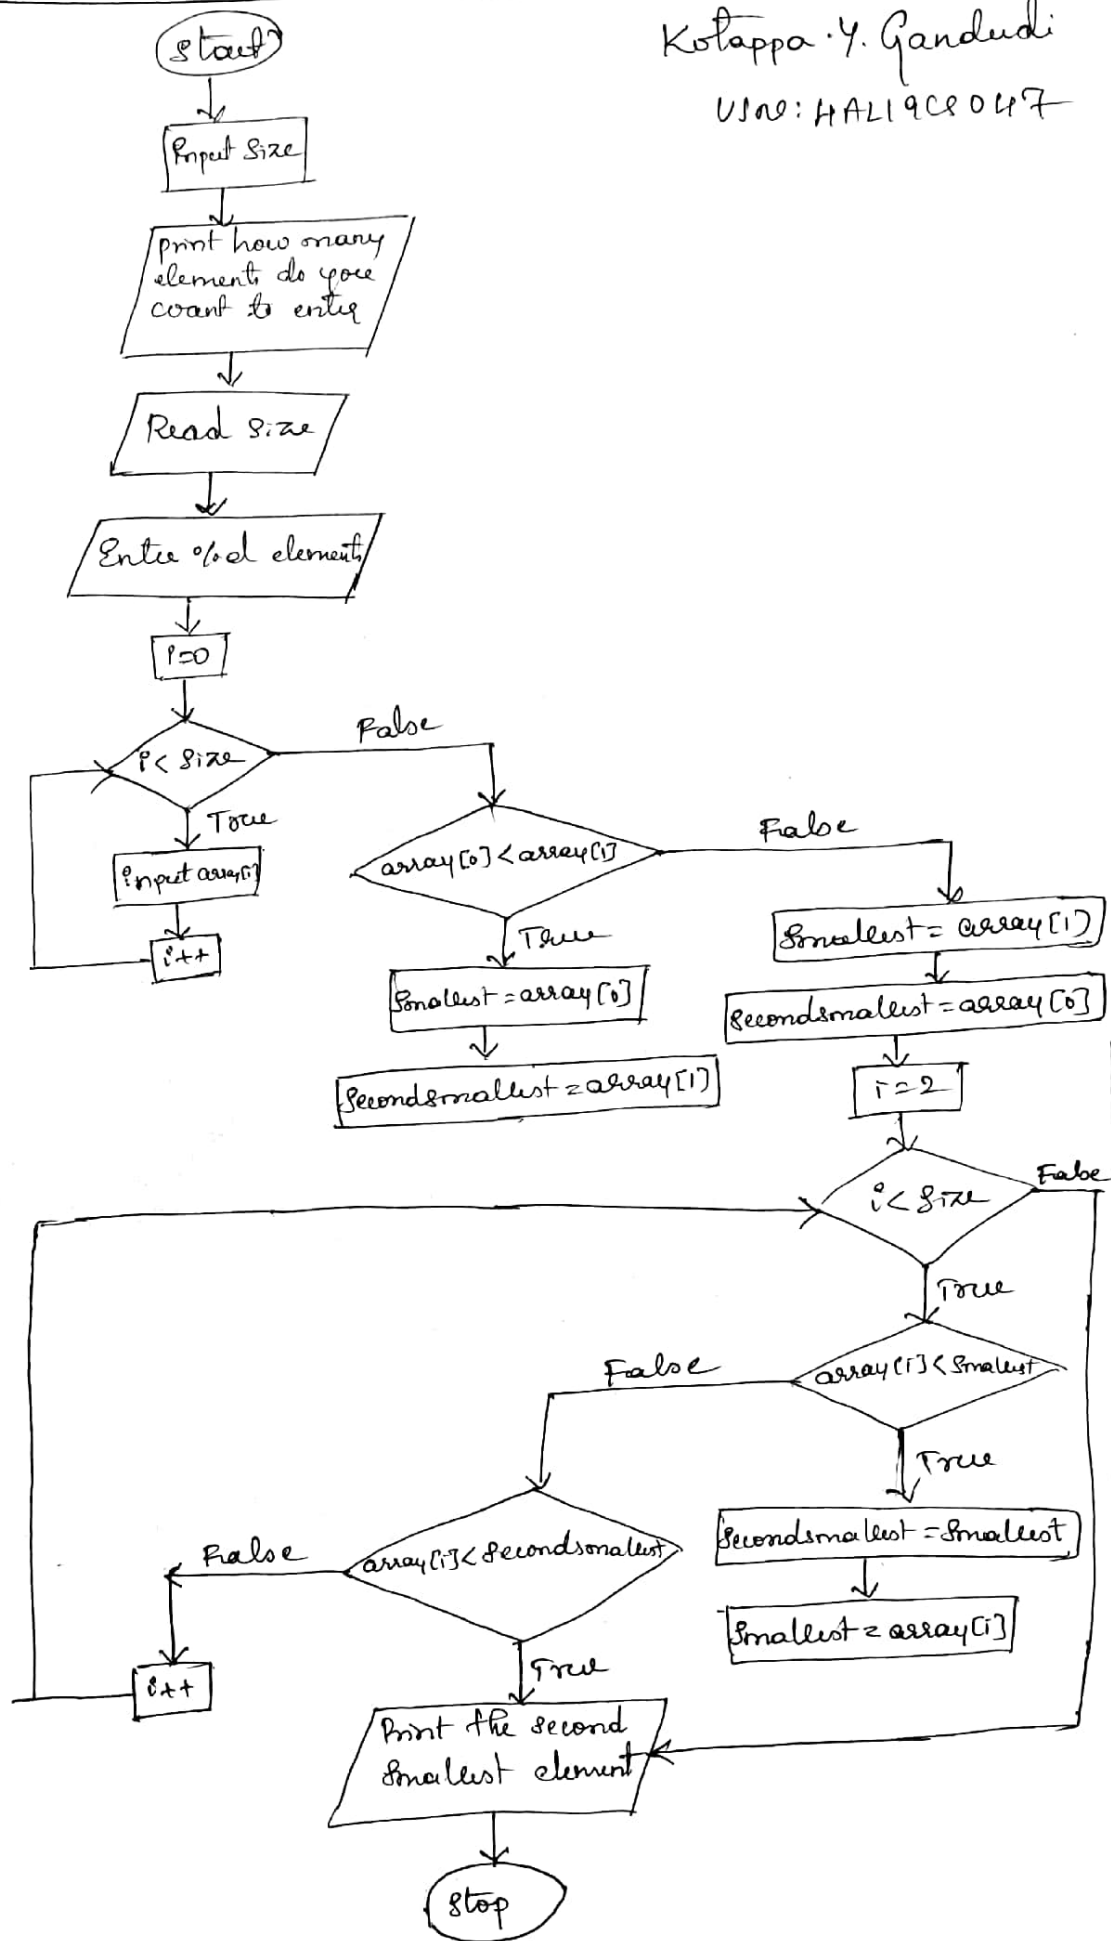 Kotappa.Y. Gandudi
USN: HAL19CS047
Start
Input Size
print how many
elements do you
want to enter
Read Size
Enter %d elements
i=0
i< Size
False
True
input array[i]
i++
array[0]<array[1]
False
True
Smallest = array[0]
Secondsmallest = array[1]
Smallest = array[1]
Secondsmallest = array[0]
i=2
i< Size
False
True
array[i]<Smallest
False
True
Secondsmallest = Smallest
Smallest = array[i]
array[i]<Secondsmallest
False
True
i++
Print the second
Smallest element
Stop